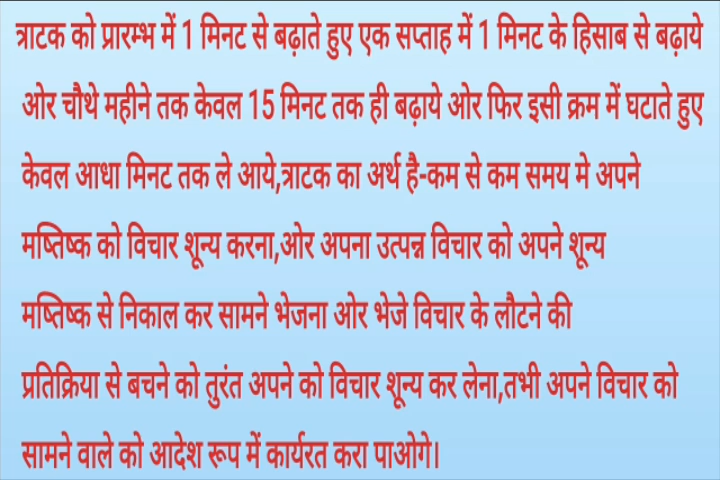 त्राटक को प्रारम्भ में 1 मिनट से बढ़ाते हुए एक सप्ताह में 1 मिनट के हिसाब से बढ़ाये
ओर चौथे महीने तक केवल 15 मिनट तक ही बढ़ाये ओर फिर इसी क्रम में घटाते हुए
केवल आधा मिनट तक ले आये,त्राटक का अर्थ है-कम से कम समय मे अपने
मष्तिष्क को विचार शून्य करना,ओर अपना उत्पन्न विचार को अपने शून्य
मष्तिष्क से निकाल कर सामने भेजना ओर भेजे विचार के लौटने की
प्रतिक्रिया से बचने को तुरंत अपने को विचार शून्य कर लेना,तभी अपने विचार को
सामने वाले को आदेश रूप में कार्यरत करा पाओगे।